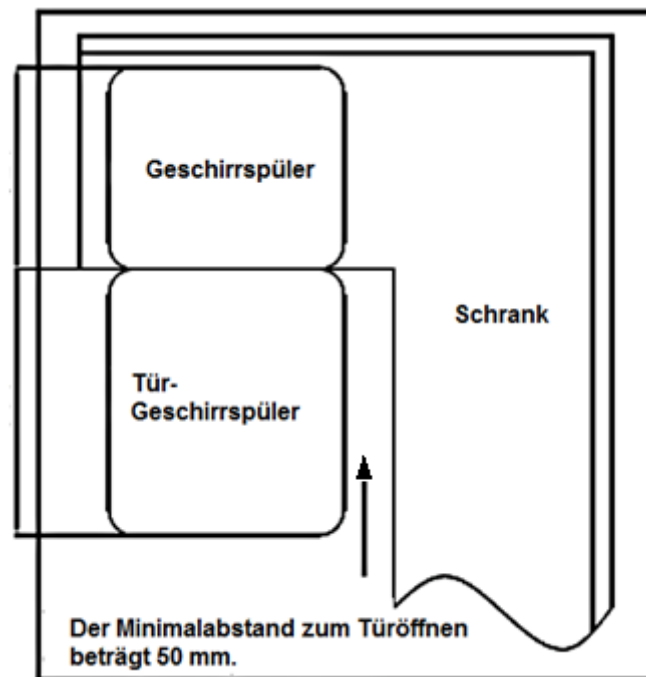 Geschirrspüler
Schrank
Tür-
Geschirrspüler
Der Minimalabstand zum Türöffnen
beträgt 50 mm.